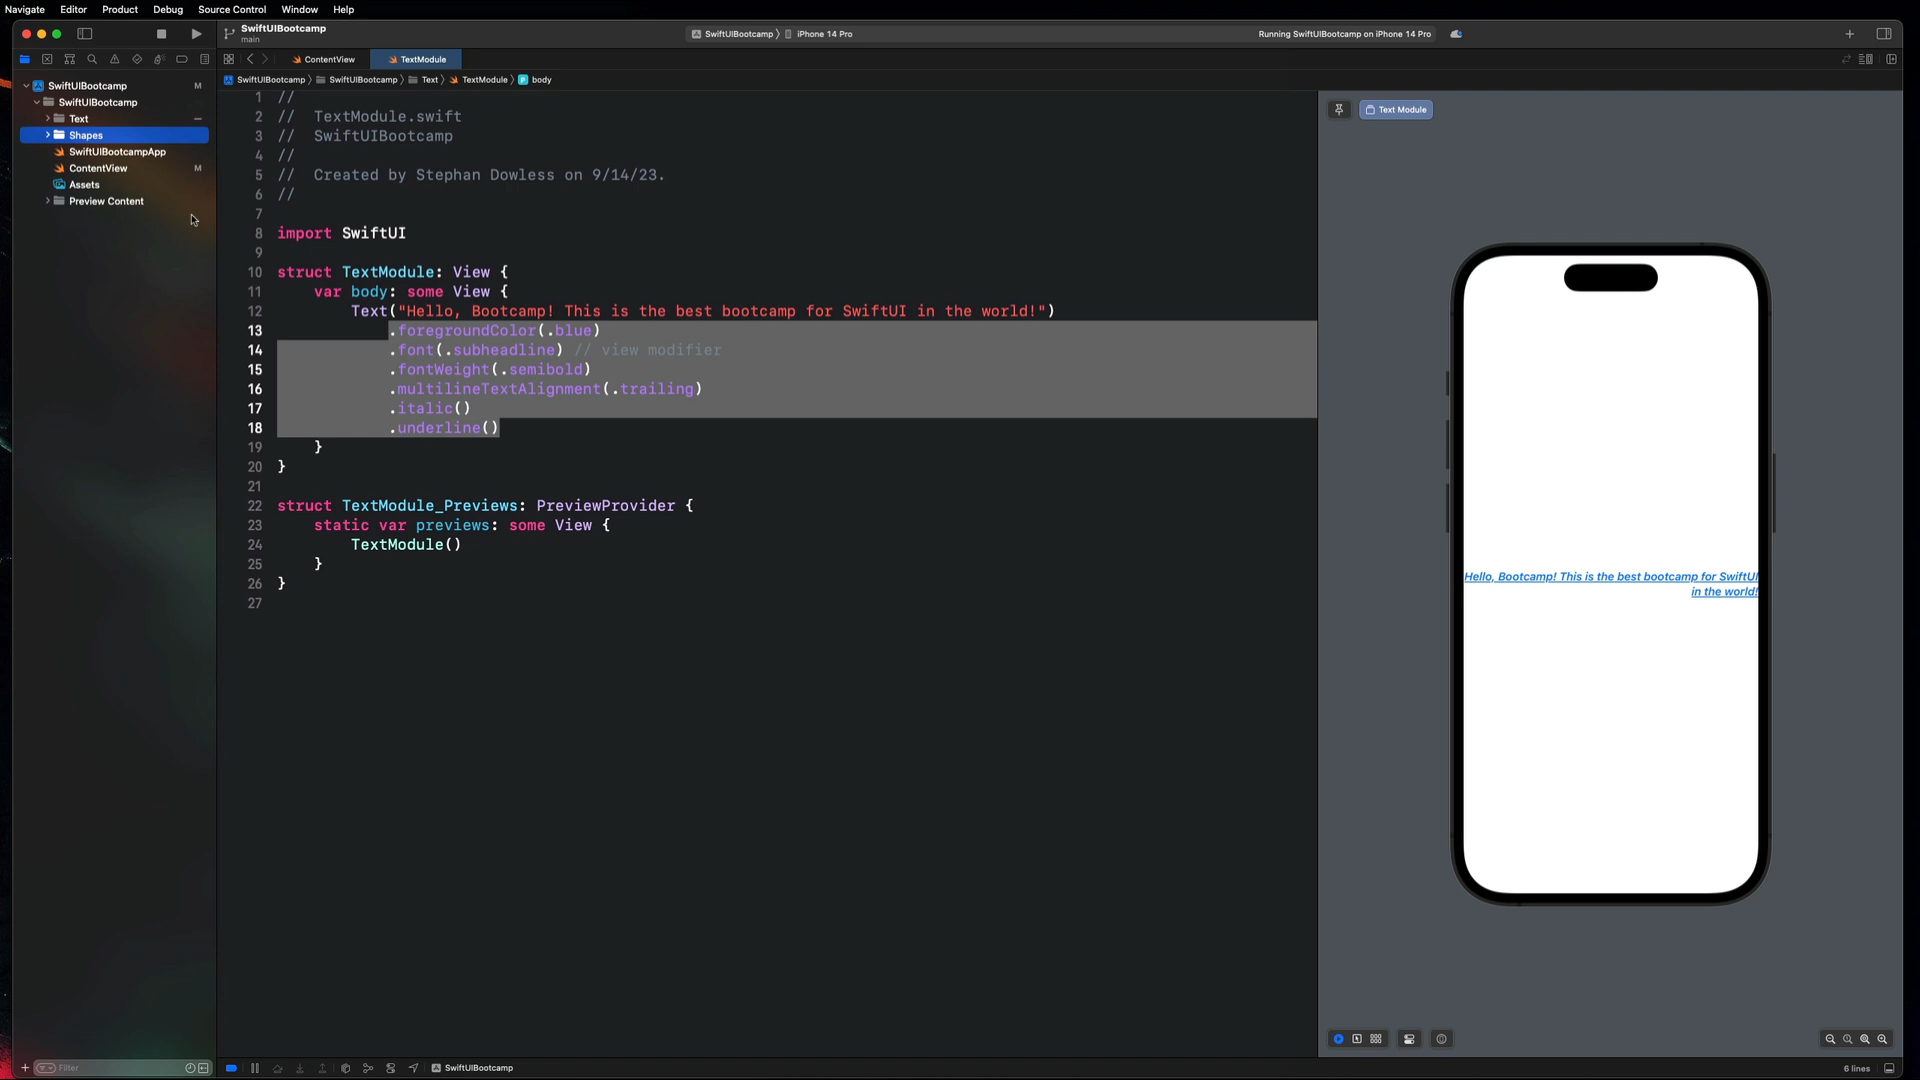 Navigate Editor Product Debug Source Control Window Help
SwiftUIBootcamp
main
SwiftUIBootcamp
iPhone 14 Pro
Running SwiftUIBootcamp on iPhone 14 Pro
ContentView
TextModule
SwiftUIBootcamp
SwiftUIBootcamp
Text
TextModule
body
SwiftUIBootcamp M
SwiftUIBootcamp
Text
Shapes
SwiftUIBootcampApp
ContentView M
Assets
Preview Content
1 //
2 //  TextModule.swift
3 //  SwiftUIBootcamp
4 //
5 //  Created by Stephan Dowless on 9/14/23.
6 //
7
8 import SwiftUI
9
10 struct TextModule: View {
11     var body: some View {
12         Text("Hello, Bootcamp! This is the best bootcamp for SwiftUI in the world!")
13             .foregroundColor(.blue)
14             .font(.subheadline) // view modifier
15             .fontWeight(.semibold)
16             .multilineTextAlignment(.trailing)
17             .italic()
18             .underline()
19     }
20 }
21
22 struct TextModule_Previews: PreviewProvider {
23     static var previews: some View {
24         TextModule()
25     }
26 }
27
Text Module
Hello, Bootcamp! This is the best bootcamp for SwiftUI
in the world!
Filter
SwiftUIBootcamp
6 lines